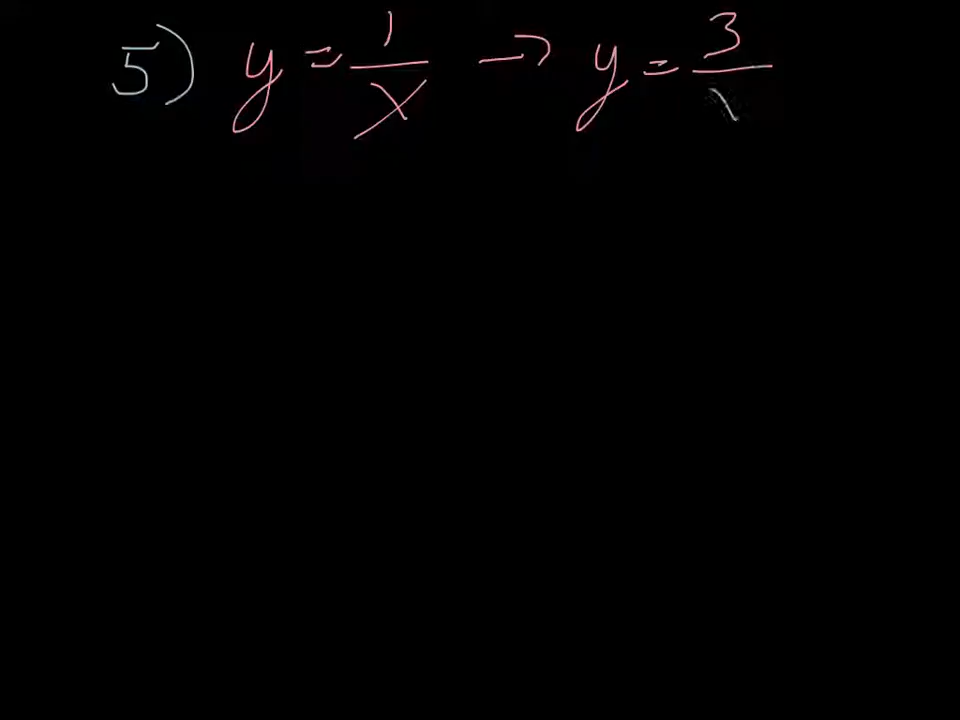 5) y = 1/x → y = 3/